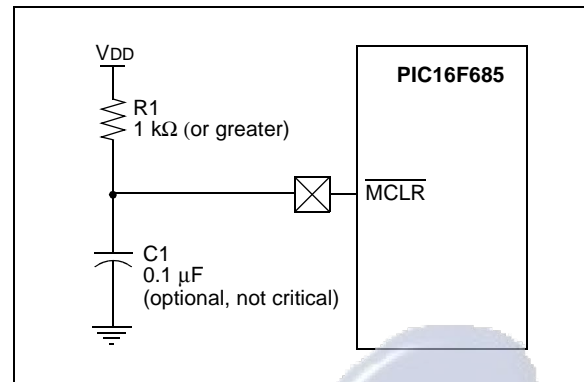 VDD
PIC16F685
R1
1 kΩ (or greater)
MCLR
C1
0.1 μF
(optional, not critical)